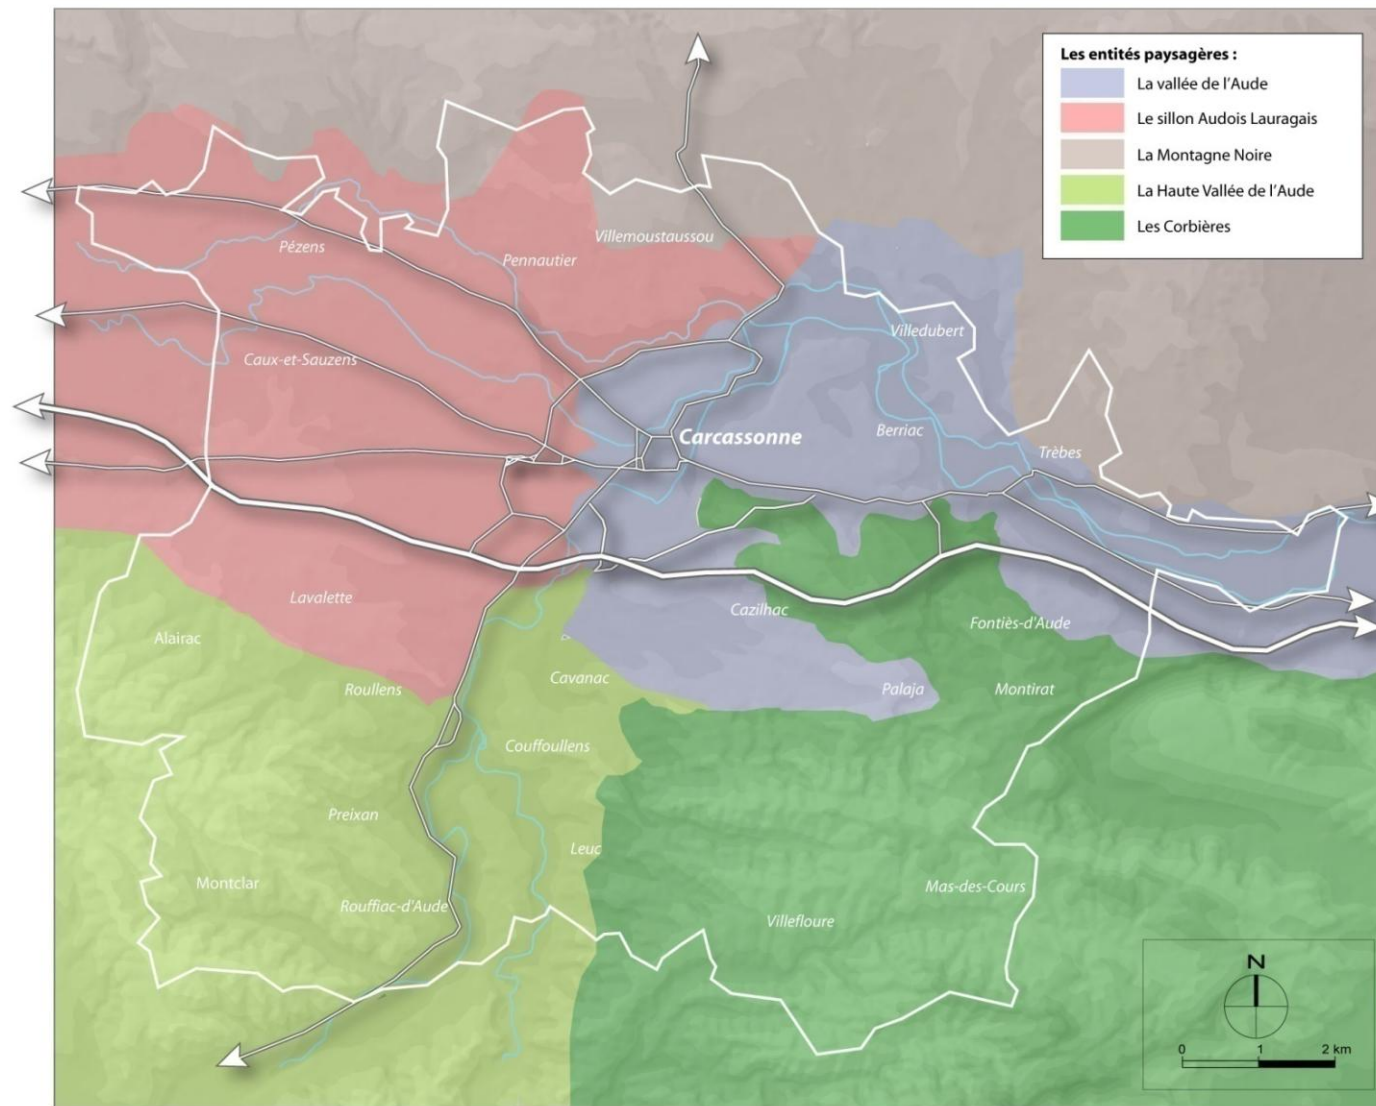 Les entités paysagères :
La vallée de l'Aude
Le sillon Audois Lauragais
La Montagne Noire
La Haute Vallée de l'Aude
Les Corbières
Villemoustaussou
Pézens
Pennautier
Villedubert
Caux-et-Sauzens
Carcassonne
Berriac
Trèbes
Lavalette
Cazilhac
Fontiès-d'Aude
Alairac
Roullens
Cavanac
Palaja
Montirat
Couffoullens
Preixan
Leuc
Montclar
Mas-des-Cours
Rouffiac-d'Aude
Villefloure
N
0 1 2 km